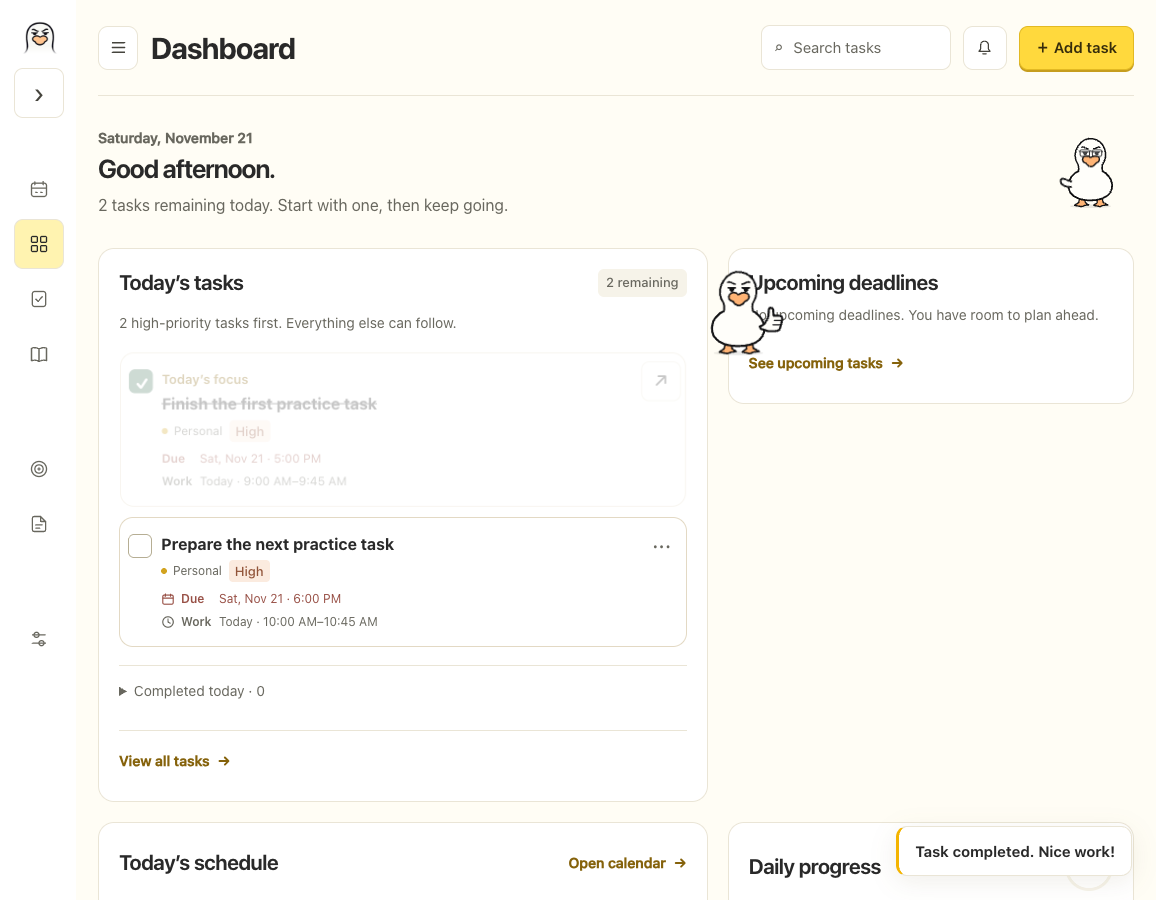 Dashboard
Search tasks
+ Add task
Saturday, November 21
Good afternoon.
2 tasks remaining today. Start with one, then keep going.
Today’s tasks
2 remaining
2 high-priority tasks first. Everything else can follow.
Today’s focus
Finish the first practice task
Personal High
Due Sat, Nov 21 · 5:00 PM
Work Today · 9:00 AM–9:45 AM
Prepare the next practice task
Personal High
Due Sat, Nov 21 · 6:00 PM
Work Today · 10:00 AM–10:45 AM
Completed today · 0
View all tasks →
Upcoming deadlines
upcoming deadlines. You have room to plan ahead.
See upcoming tasks →
Today’s schedule
Open calendar →
Daily progress
Task completed. Nice work!